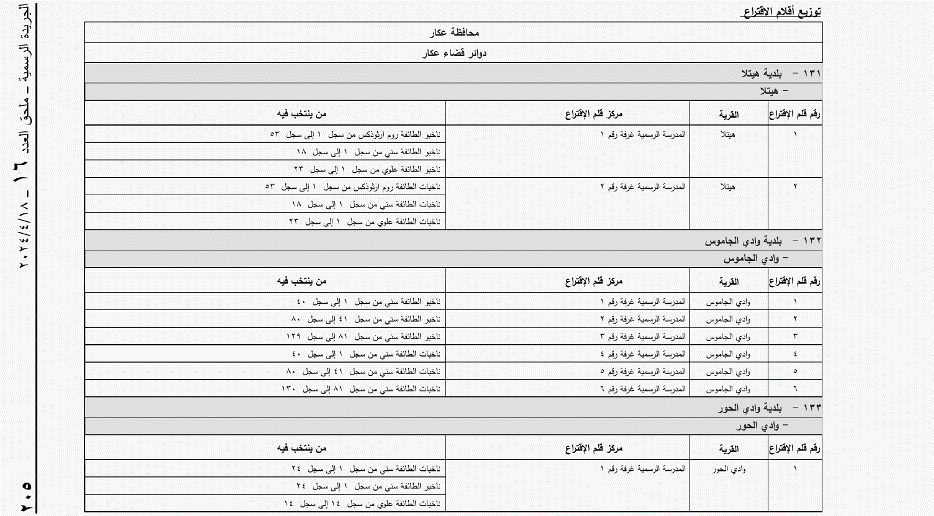 توزيع أقلام الإقتراع
محافظة عكار
دوائر قضاء عكار
١٣١ - بلدية هيتلا
- هيتلا
رقم قلم الإقتراع القرية مركز قلم الإقتراع من ينتخب فيه
١ هيتلا المدرسة الرسمية غرفة رقم ١ ناخبو الطائفة روم ارثوذكس من سجل ١ إلى سجل ٥٣
ناخبو الطائفة سني من سجل ١ إلى سجل ١٨
ناخبو الطائفة علوي من سجل ١ إلى سجل ٢٣
٢ هيتلا المدرسة الرسمية غرفة رقم ٢ ناخبات الطائفة روم ارثوذكس من سجل ١ إلى سجل ٥٣
ناخبات الطائفة سني من سجل ١ إلى سجل ١٨
ناخبات الطائفة علوي من سجل ١ إلى سجل ٢٣
١٣٢ - بلدية وادي الجاموس
- وادي الجاموس
رقم قلم الإقتراع القرية مركز قلم الإقتراع من ينتخب فيه
١ وادي الجاموس المدرسة الرسمية غرفة رقم ١ ناخبو الطائفة سني من سجل ١ إلى سجل ٤٠
٢ وادي الجاموس المدرسة الرسمية غرفة رقم ٢ ناخبو الطائفة سني من سجل ٤١ إلى سجل ٨٠
٣ وادي الجاموس المدرسة الرسمية غرفة رقم ٣ ناخبو الطائفة سني من سجل ٨١ إلى سجل ١٢٩
٤ وادي الجاموس المدرسة الرسمية غرفة رقم ٤ ناخبات الطائفة سني من سجل ١ إلى سجل ٤٠
٥ وادي الجاموس المدرسة الرسمية غرفة رقم ٥ ناخبات الطائفة سني من سجل ٤١ إلى سجل ٨٠
٦ وادي الجاموس المدرسة الرسمية غرفة رقم ٦ ناخبات الطائفة سني من سجل ٨١ إلى سجل ١٣٠
١٣٣ - بلدية وادي الحور
- وادي الحور
رقم قلم الإقتراع القرية مركز قلم الإقتراع من ينتخب فيه
١ وادي الحور المدرسة الرسمية غرفة رقم ١ ناخبو الطائفة سني من سجل ١ إلى سجل ٢٤
ناخبات الطائفة سني من سجل ١ إلى سجل ٢٤
ناخبات الطائفة علوي من سجل ١٤ إلى سجل ١٤
الجريدة الرسمية – ملحق العدد ١٦ – ٢٠٢٤/٤/١٨
٢٠٥